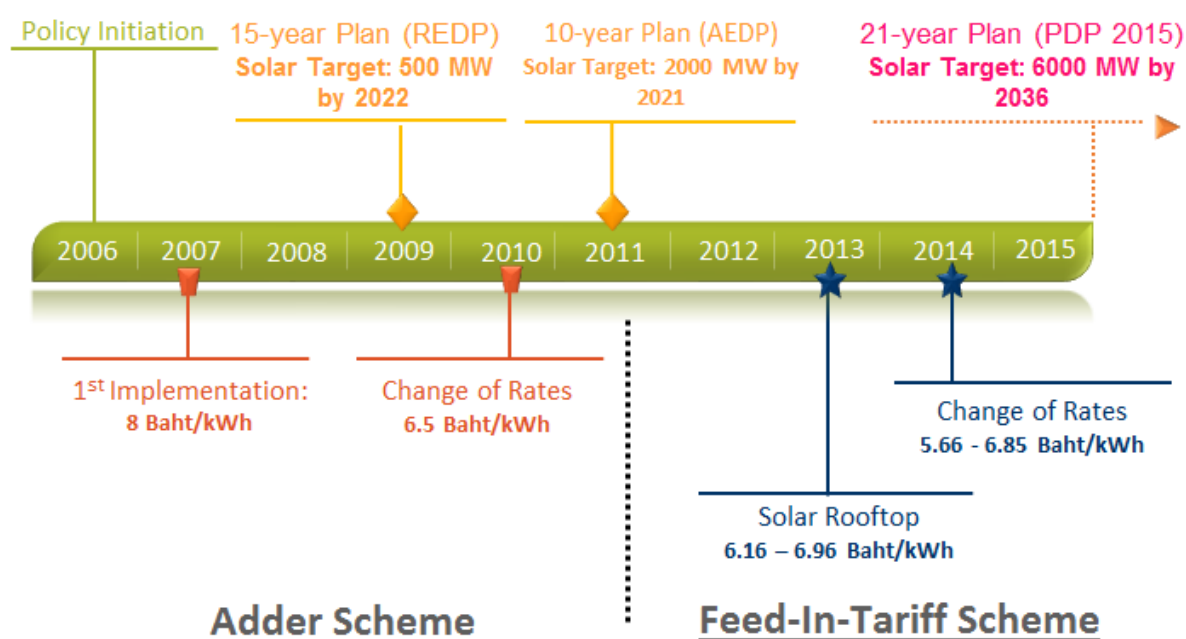 Policy Initiation
15-year Plan (REDP)
Solar Target: 500 MW
by 2022
10-year Plan (AEDP)
Solar Target: 2000 MW by
2021
21-year Plan (PDP 2015)
Solar Target: 6000 MW by
2036
2006 2007 2008 2009 2010 2011 2012 2013 2014 2015
1st Implementation:
8 Baht/kWh
Change of Rates
6.5 Baht/kWh
Change of Rates
5.66 - 6.85 Baht/kWh
Solar Rooftop
6.16 – 6.96 Baht/kWh
Adder Scheme
Feed-In-Tariff Scheme